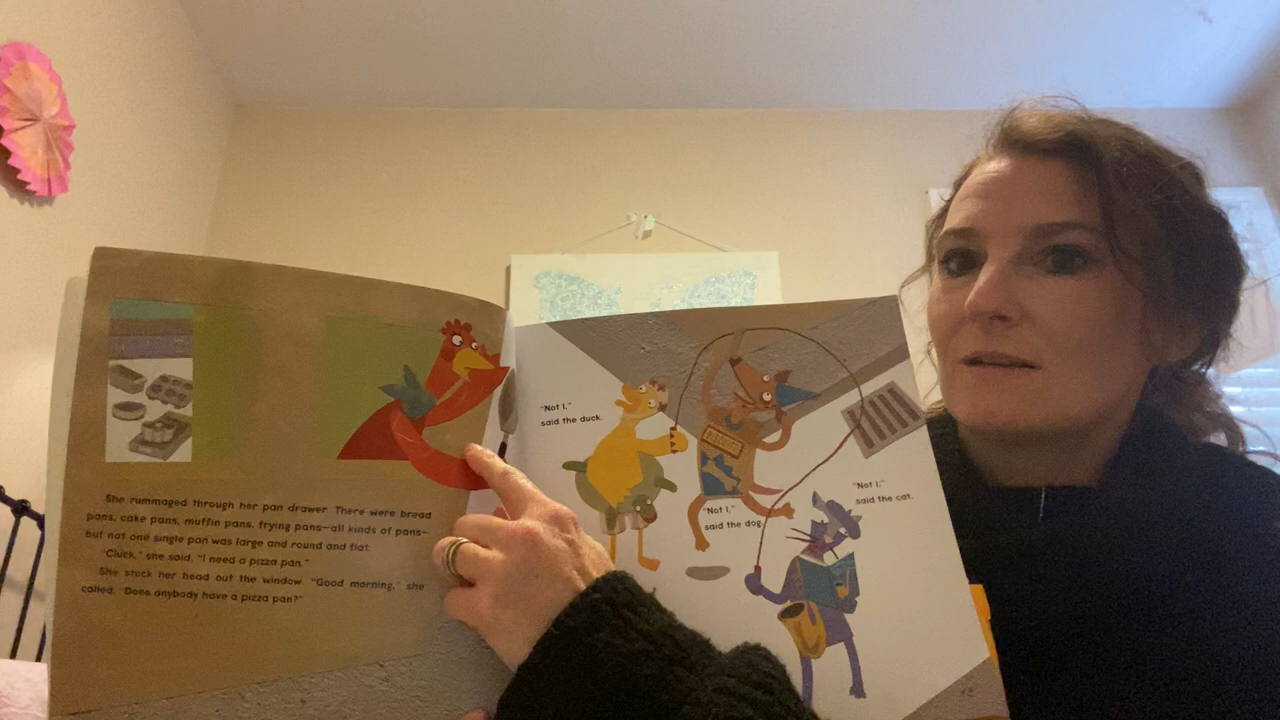 She rummaged through her pan drawer. There were bread
pans, cake pans, muffin pans, frying pans—all kinds of pans—
but not one single pan was large and round and flat.
"Cluck," she said. "I need a pizza pan."
She stuck her head out the window. "Good morning," she
called. "Does anybody have a pizza pan?"
"Not I,"
said the duck.
"Not I,"
said the dog.
"Not I,"
said the cat.